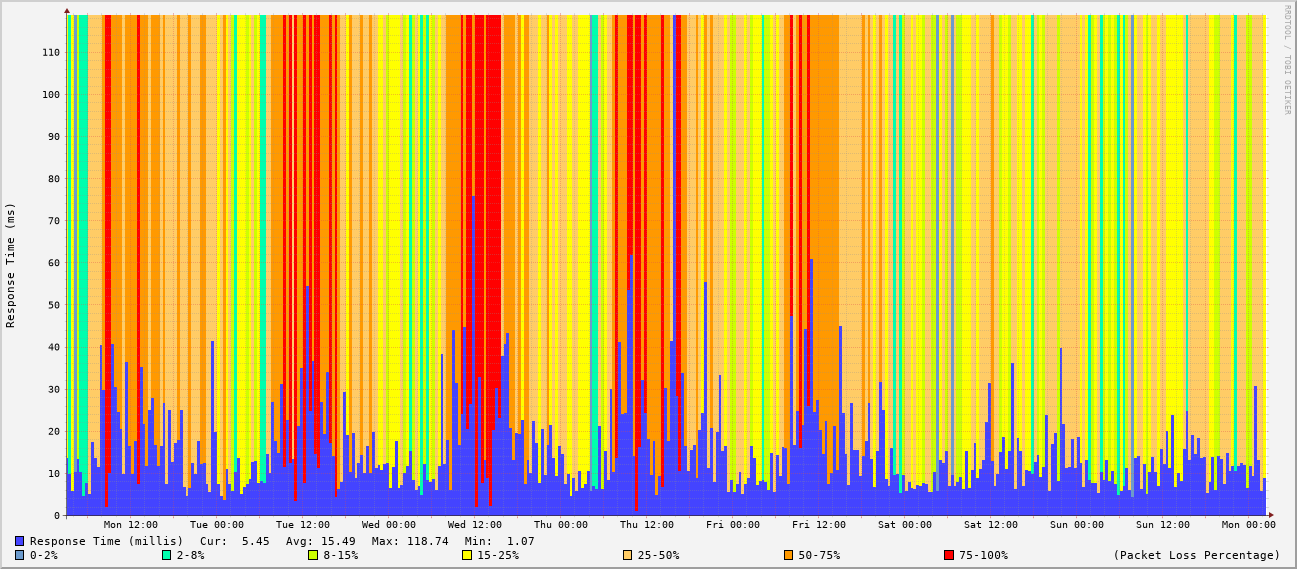 RRDTOOL / TOBI OETIKER
Response Time (ms)
110
100
90
80
70
60
50
40
30
20
10
0
Mon 12:00 Tue 00:00 Tue 12:00 Wed 00:00 Wed 12:00 Thu 00:00 Thu 12:00 Fri 00:00 Fri 12:00 Sat 00:00 Sat 12:00 Sun 00:00 Sun 12:00 Mon 00:00
Response Time (millis) Cur: 5.45 Avg: 15.49 Max: 118.74 Min: 1.07
0-2% 2-8% 8-15% 15-25% 25-50% 50-75% 75-100% (Packet Loss Percentage)